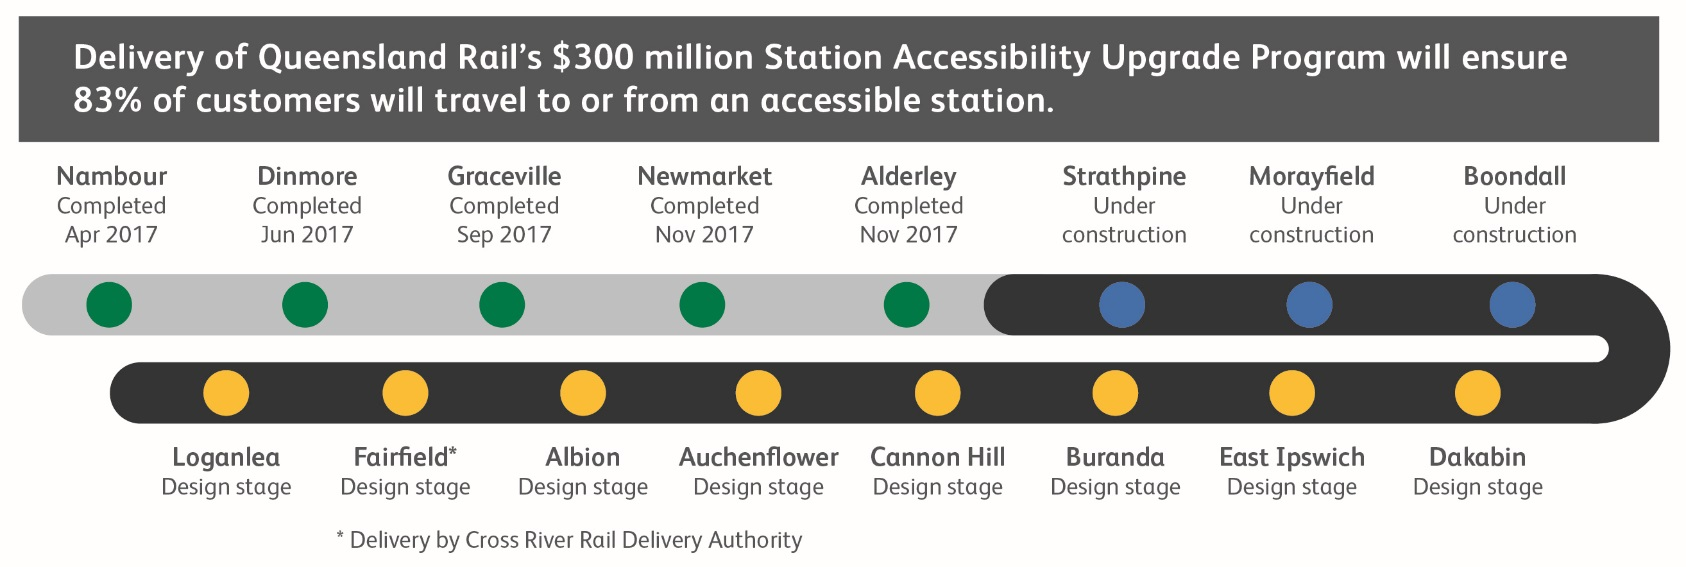 Delivery of Queensland Rail's $300 million Station Accessibility Upgrade Program will ensure
83% of customers will travel to or from an accessible station.
Nambour
Completed
Apr 2017
Dinmore
Completed
Jun 2017
Graceville
Completed
Sep 2017
Newmarket
Completed
Nov 2017
Alderley
Completed
Nov 2017
Strathpine
Under
construction
Morayfield
Under
construction
Boondall
Under
construction
Loganlea
Design stage
Fairfield*
Design stage
Albion
Design stage
Auchenflower
Design stage
Cannon Hill
Design stage
Buranda
Design stage
East Ipswich
Design stage
Dakabin
Design stage
* Delivery by Cross River Rail Delivery Authority